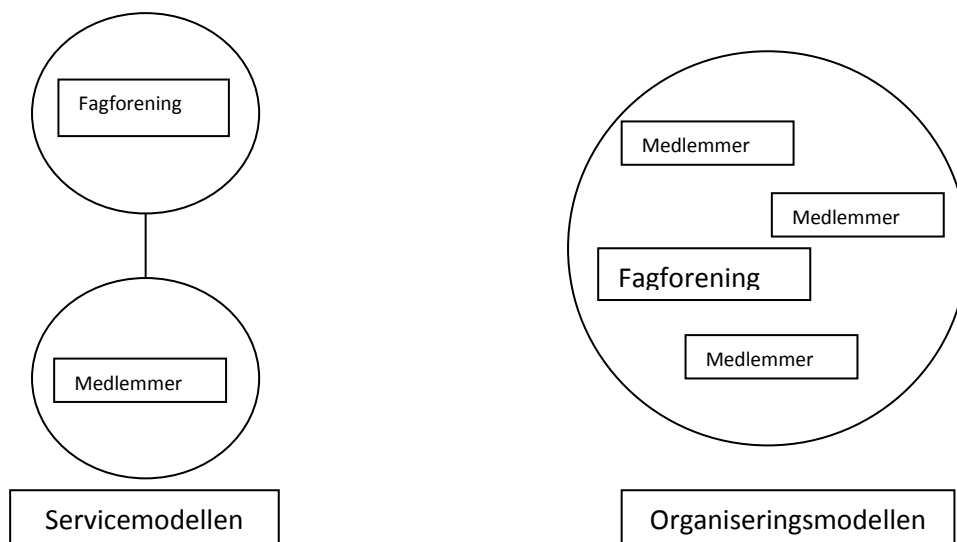 Fagforening
Medlemmer
Servicemodellen
Medlemmer
Medlemmer
Fagforening
Medlemmer
Organiseringsmodellen